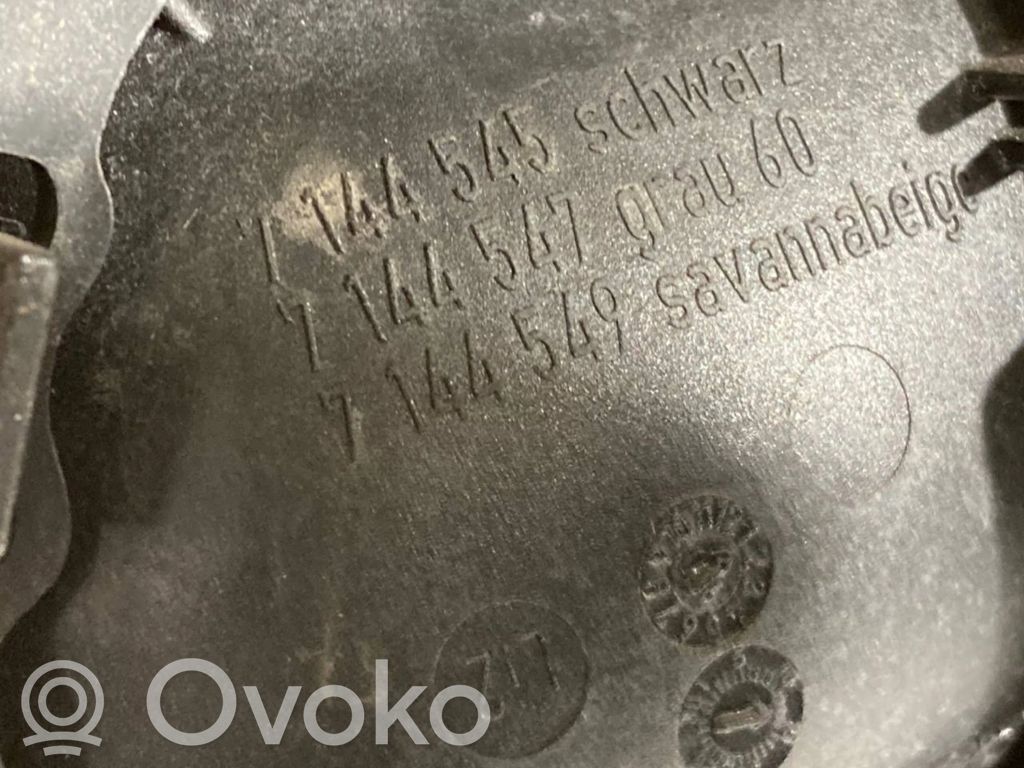 7 144 545 schwarz
7 144 547 grau 60
7 144 549 savannabeige
Ovoko